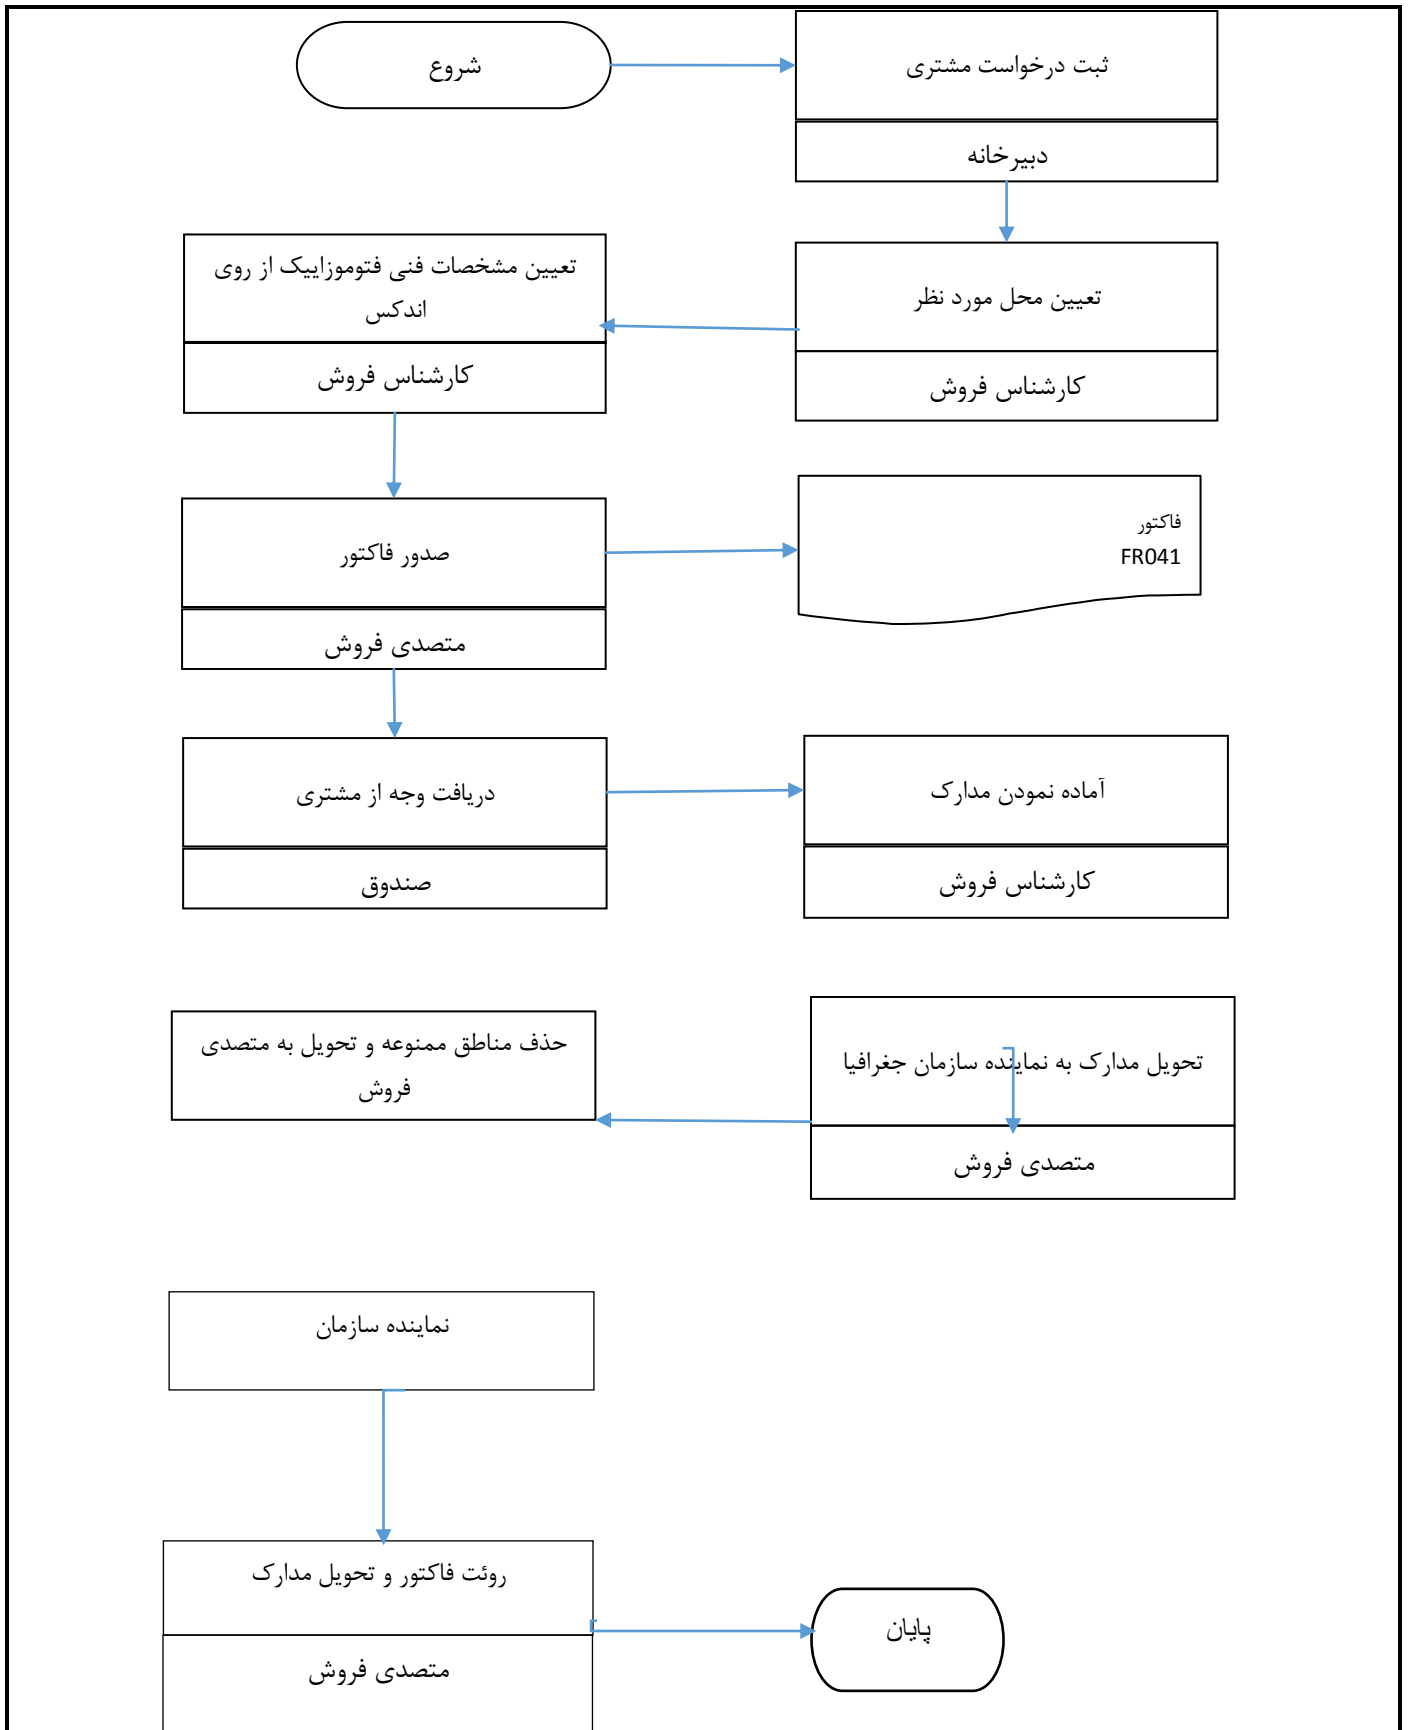 شروع
ثبت درخواست مشتری
دبیرخانه
تعیین محل مورد نظر
کارشناس فروش
تعیین مشخصات فنی فتوموزاییک از روی
اندکس
کارشناس فروش
صدور فاکتور
متصدی فروش
فاکتور
FR041
دریافت وجه از مشتری
صندوق
آماده نمودن مدارک
کارشناس فروش
تحویل مدارک به نماینده سازمان جغرافیا
متصدی فروش
حذف مناطق ممنوعه و تحویل به متصدی
فروش
نماینده سازمان
روئت فاکتور و تحویل مدارک
متصدی فروش
پایان